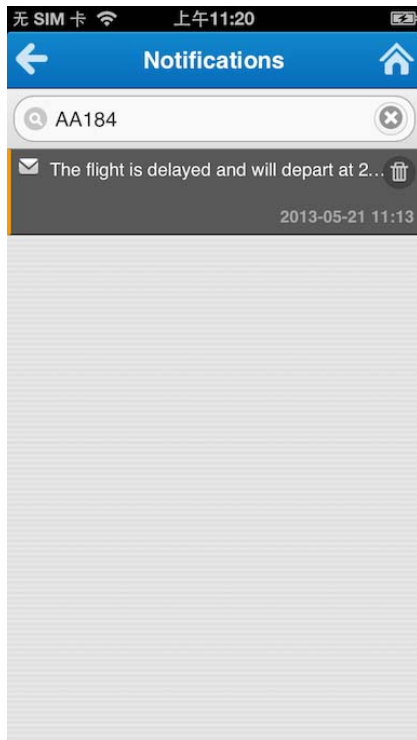 无 SIM 卡 上午11:20
Notifications
AA184
The flight is delayed and will depart at 2...
2013-05-21 11:13